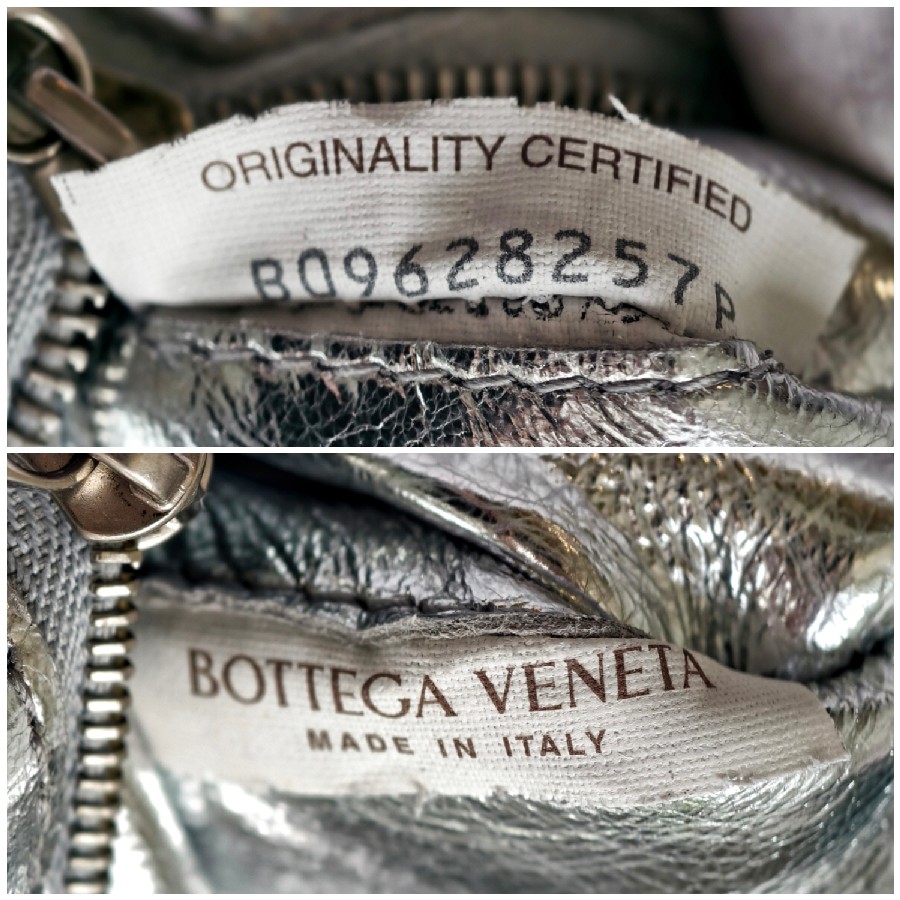 ORIGINALITY CERTIFIED
B09628257P
BOTTEGA VENETA
MADE IN ITALY